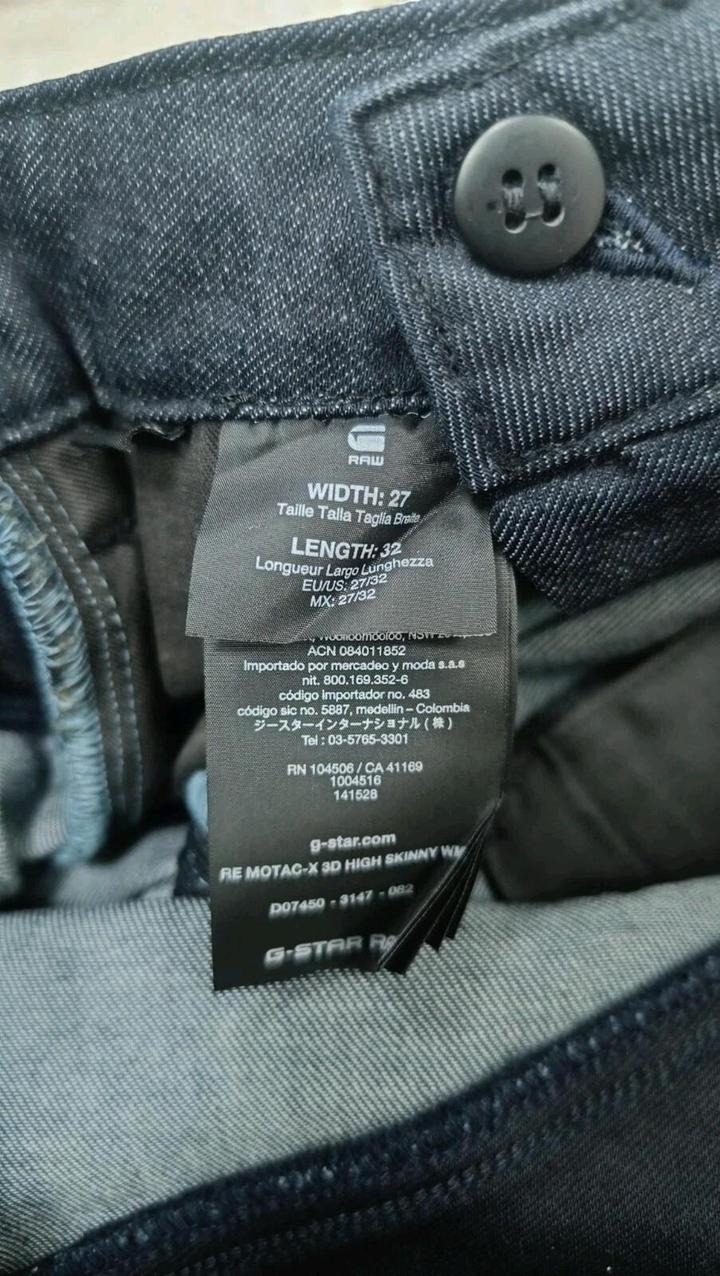 RAW
WIDTH: 27
Taille Talla Taglia Breite
LENGTH: 32
Longueur Largo Lunghezza
EU/US: 27/32
MX: 27/32
Woolloomooloo, NSW
ACN 084011852
Importado por mercadeo y moda s.a.s
nit. 800.169.352-6
código importador no. 483
código sic no. 5887, medellin – Colombia
ジースターインターナショナル(株)
Tel : 03-5765-3301
RN 104506 / CA 41169
1004516
141528
g-star.com
RE MOTAC-X 3D HIGH SKINNY
D07450 - 3147 - 082
G-STAR